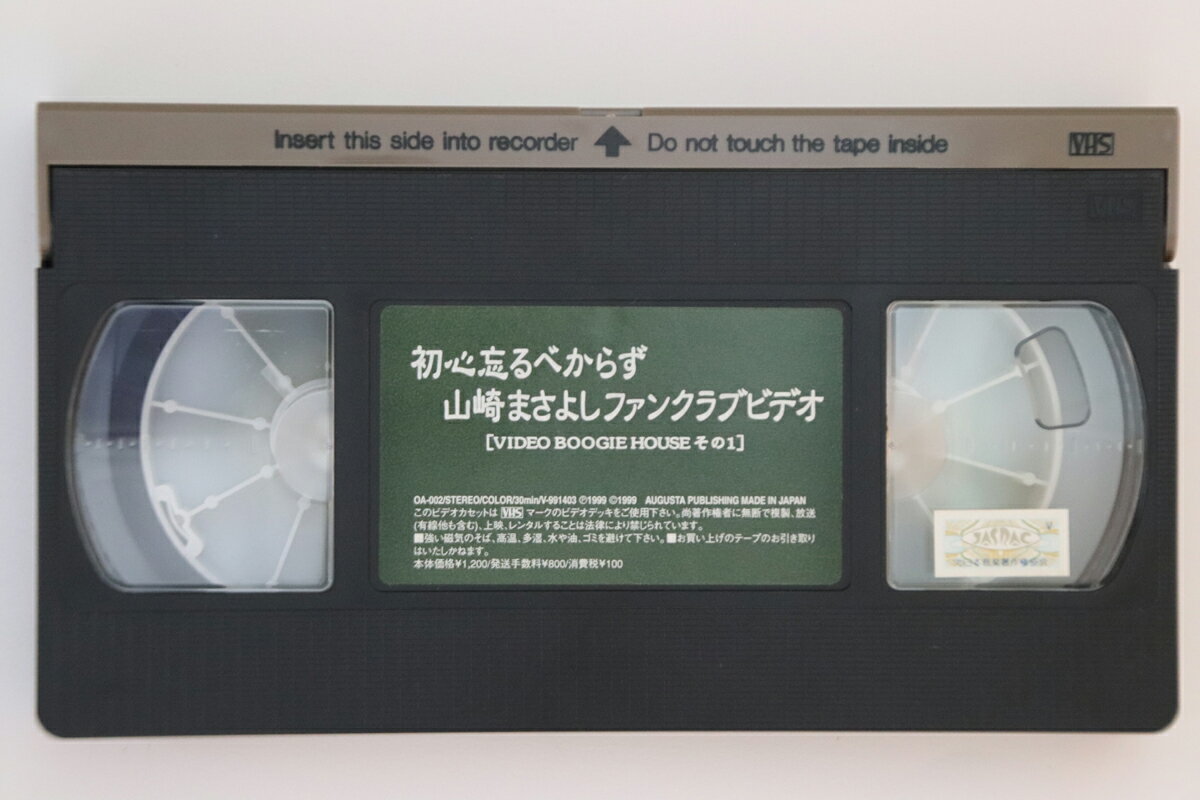 Insert this side into recorder ⬆ Do not touch the tape inside VHS
VHS
初心忘るべからず
山崎まさよしファンクラブビデオ
[VIDEO BOOGIE HOUSE その1]
OA-002/STEREO/COLOR/30min/V-991403 ℗1999 ©1999 AUGUSTA PUBLISHING MADE IN JAPAN
このビデオカセットは VHS マークのビデオデッキをご使用下さい。尚著作権者に無断で複製、放送
(有線他も含む)、上映、レンタルすることは法律により禁じられています。
■強い磁気のそば、高温、多湿、水や油、ゴミを避けて下さい。■お買い上げのテープのお引き取り
はいたしかねます。
本体価格¥1,200/発送手数料¥800/消費税¥100
JASRAC